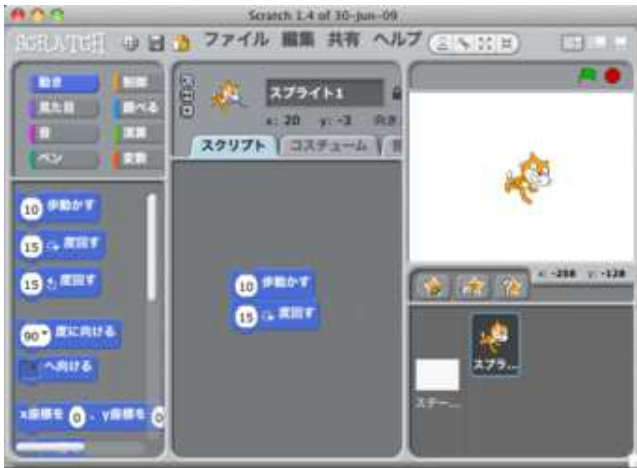 Scratch 1.4 of 30-Jun-09
SCRATCH ファイル 編集 共有 ヘルプ
動き 制御
見た目 調べる
音 演算
ペン 変数
スプライト1
x: 20 y: -3 向き
スクリプト コスチューム
10 歩動かす
15 度回す
15 度回す
90 度に向ける
へ向ける
x座標を 0 、y座標を 0
10 歩動かす
15 度回す
x: -258 y: -128
スプラ...
ステー...